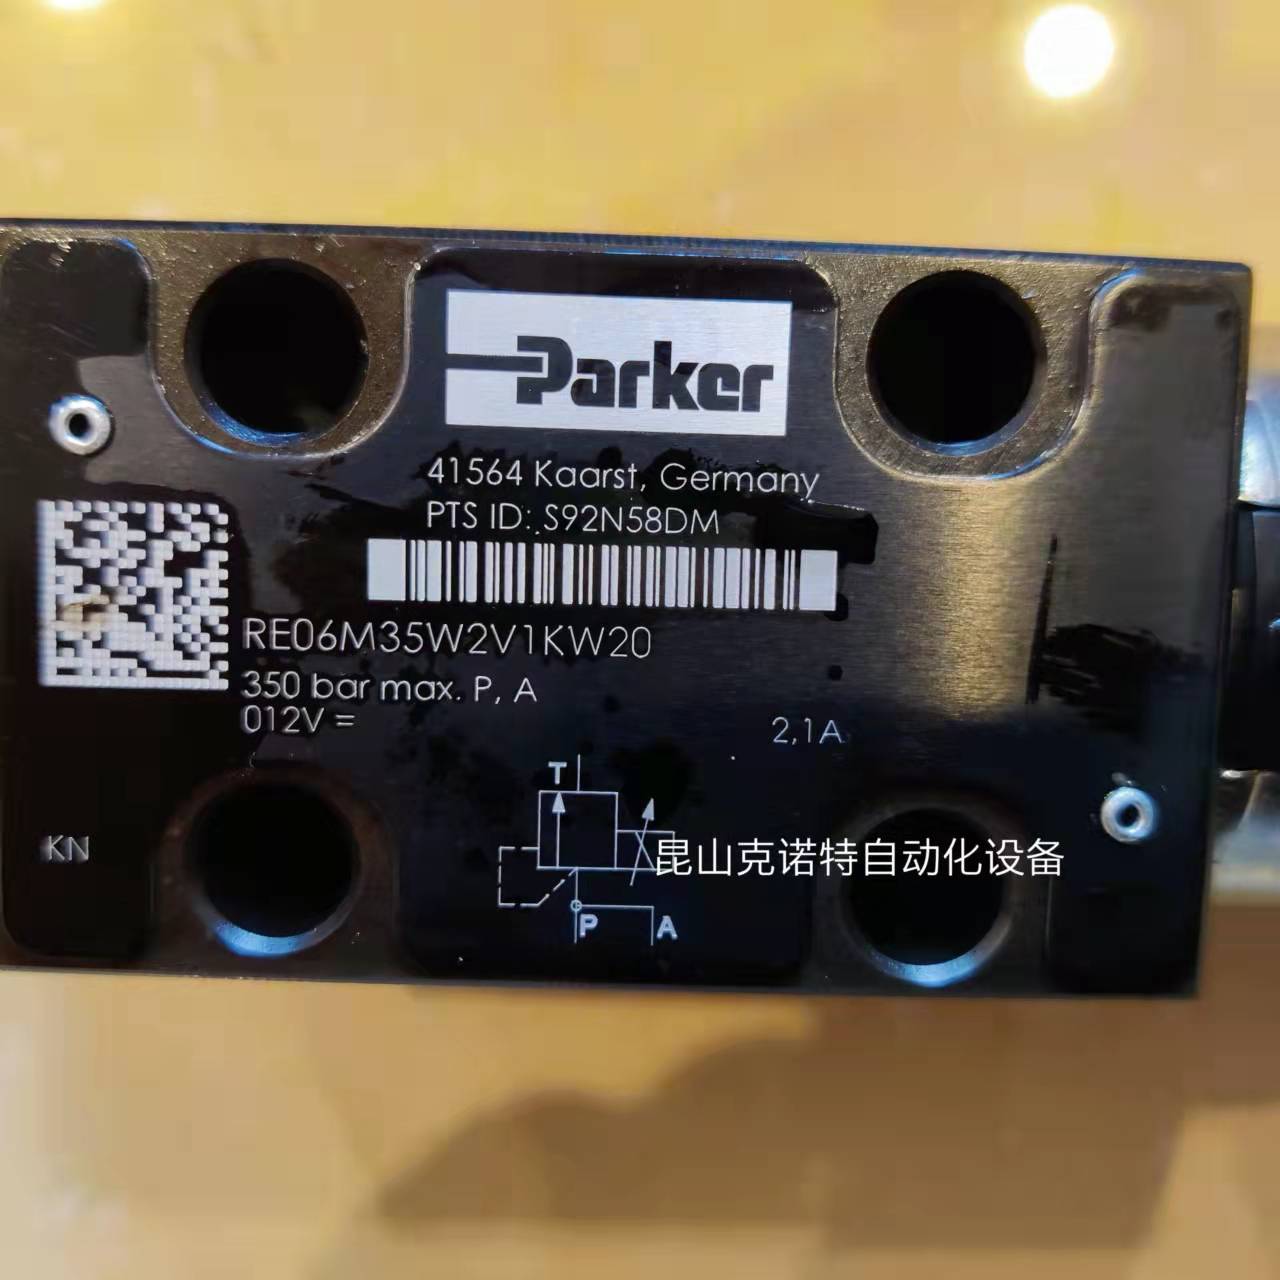 Parker
41564 Kaarst, Germany
PTS ID: S92N58DM
RE06M35W2V1KW20
350 bar max. P, A
012V =
2,1A
T
KN
昆山克诺特自动化设备
P
A